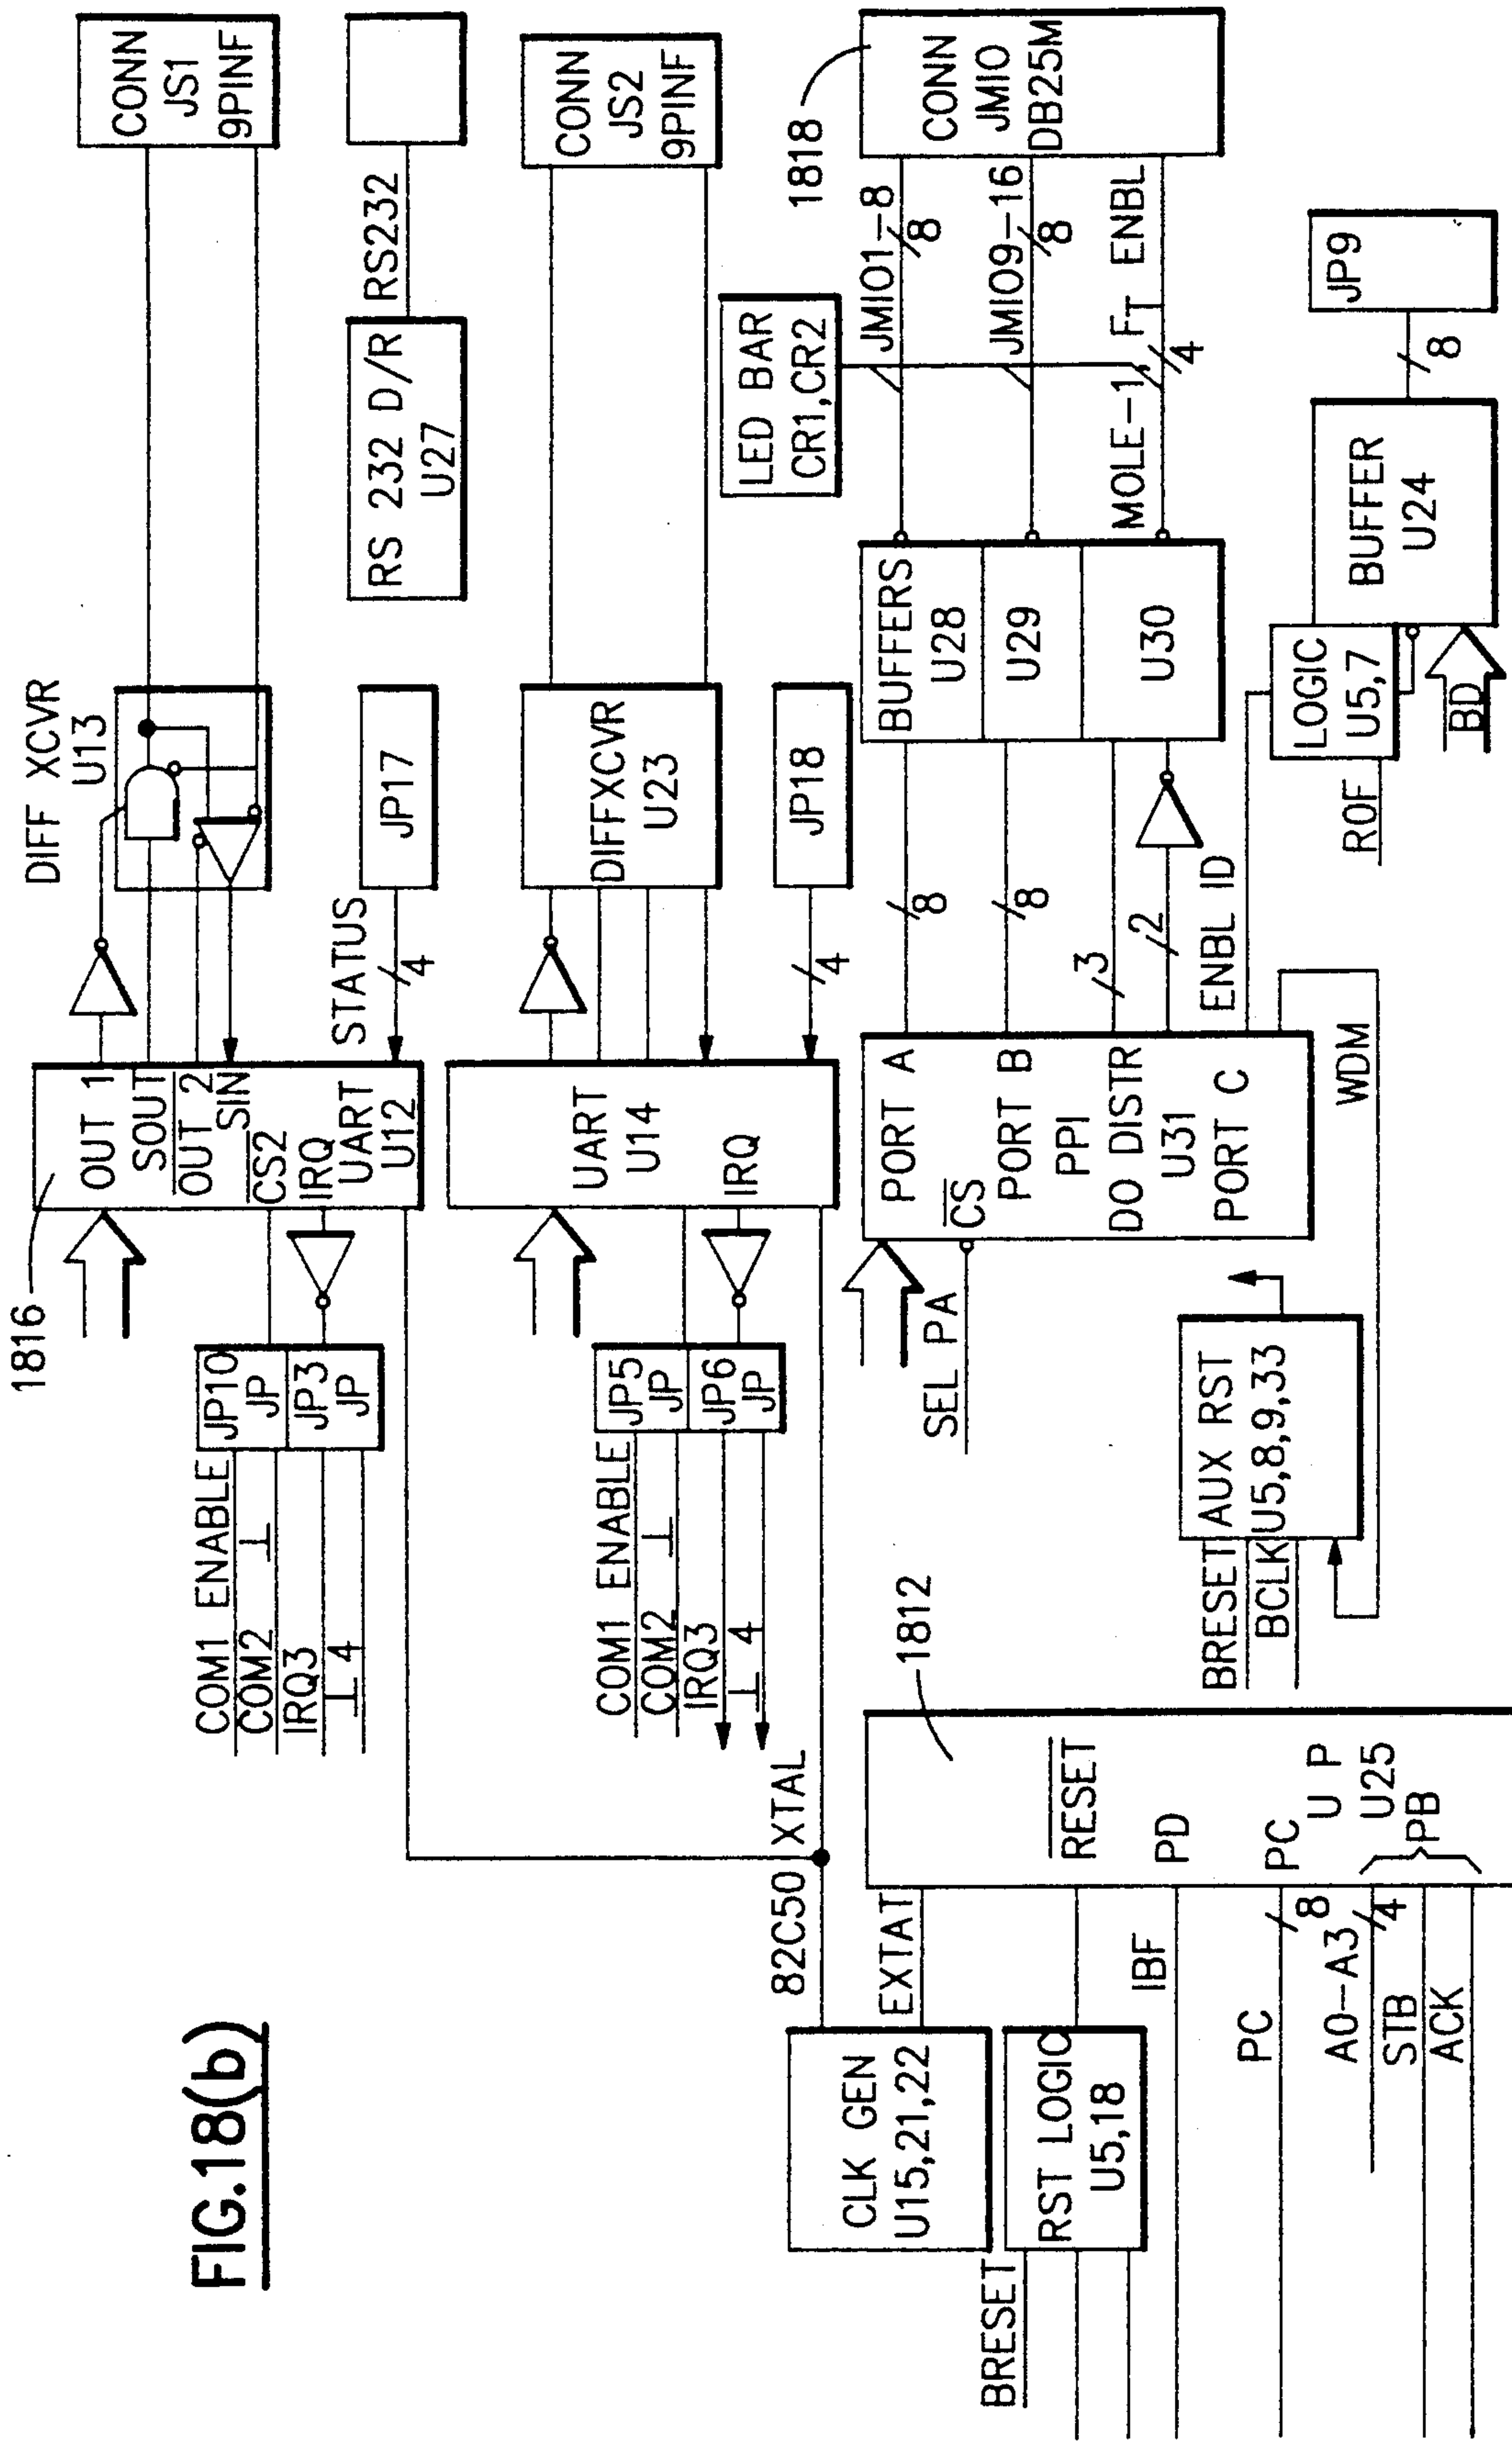 FIG.18(b)
1816
OUT 1
SOUT
OUT 2
SIN
CS2
IRQ
UART
U12
DIFF XCVR
U13
CONN
JS1
9PINF
JP10
JP
JP3
JP
COM1 ENABLE
COM2
IRQ3
4
STATUS
4
JP17
RS 232 D/R
U27
RS232
UART
U14
IRQ
DIFFXCVR
U23
CONN
JS2
9PINF
JP5
JP
JP6
JP
COM1 ENABLE
COM2
IRQ3
4
4
JP18
LED BAR
CR1,CR2
82C50 XTAL
CLK GEN
U15,21,22
EXTAT
BRESET
RST LOGIC
U5,18
RESET
IBF
PD
PC
8
PC
U P
U25
A0-A3
4
STB
ACK
PB
1812
SEL PA
PORT A
CS
PORT B
PPI
DO DISTR
U31
PORT C
8
8
3
2
ENBL ID
BUFFERS
U28
U29
U30
JMIO1-8
8
JMIO9-16
8
MOLE-1, FT ENBL
4
1818
CONN
JMIO
DB25M
BRESET
BCLK
AUX RST
U5,8,9,33
WDM
ROF
LOGIC
U5,7
BD
BUFFER
U24
8
JP9